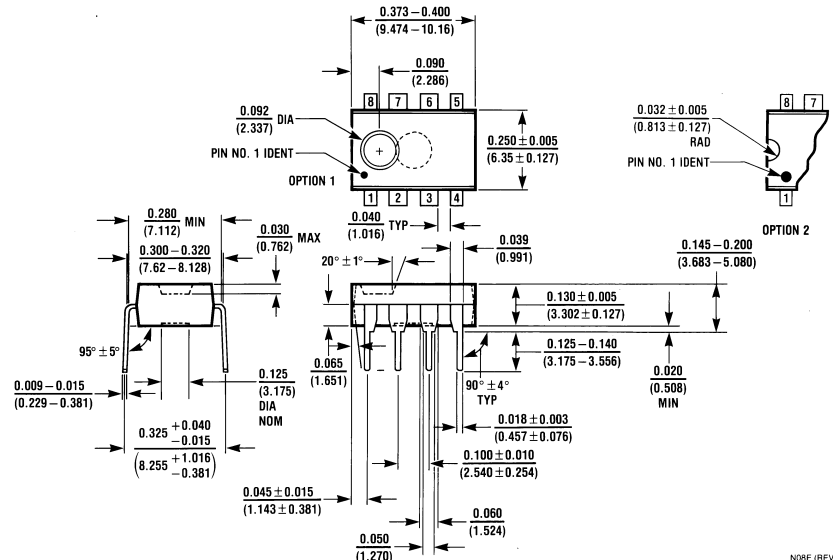 0.373 – 0.400
(9.474 – 10.16)
0.090
(2.286)
8 7 6 5
0.092 DIA
(2.337)
PIN NO. 1 IDENT
OPTION 1
1 2 3 4
0.250 ± 0.005
(6.35 ± 0.127)
0.032 ± 0.005
(0.813 ± 0.127)
RAD
PIN NO. 1 IDENT
8 7
1
OPTION 2
0.280 MIN
(7.112)
0.300 – 0.320
(7.62 – 8.128)
0.030 MAX
(0.762)
0.040 TYP
(1.016)
20° ± 1°
0.039
(0.991)
0.145 – 0.200
(3.683 – 5.080)
0.130 ± 0.005
(3.302 ± 0.127)
0.125 – 0.140
(3.175 – 3.556)
0.020
(0.508)
MIN
95° ± 5°
0.009 – 0.015
(0.229 – 0.381)
0.125
(3.175)
DIA
NOM
0.065
(1.651)
90° ± 4°
TYP
0.325 +0.040 −0.015
(8.255 +1.016 −0.381)
0.018 ± 0.003
(0.457 ± 0.076)
0.100 ± 0.010
(2.540 ± 0.254)
0.045 ± 0.015
(1.143 ± 0.381)
0.060
(1.524)
0.050
(1.270)
N08E (REV